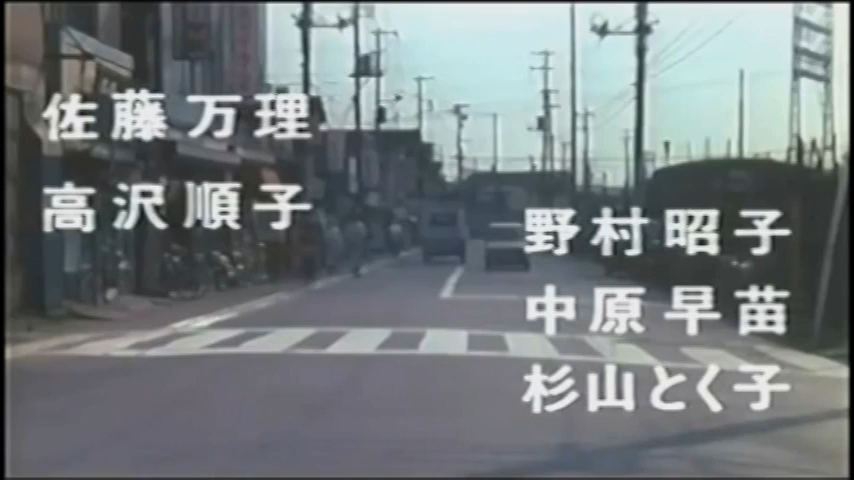 佐藤万理
高沢順子
野村昭子
中原早苗
杉山とく子